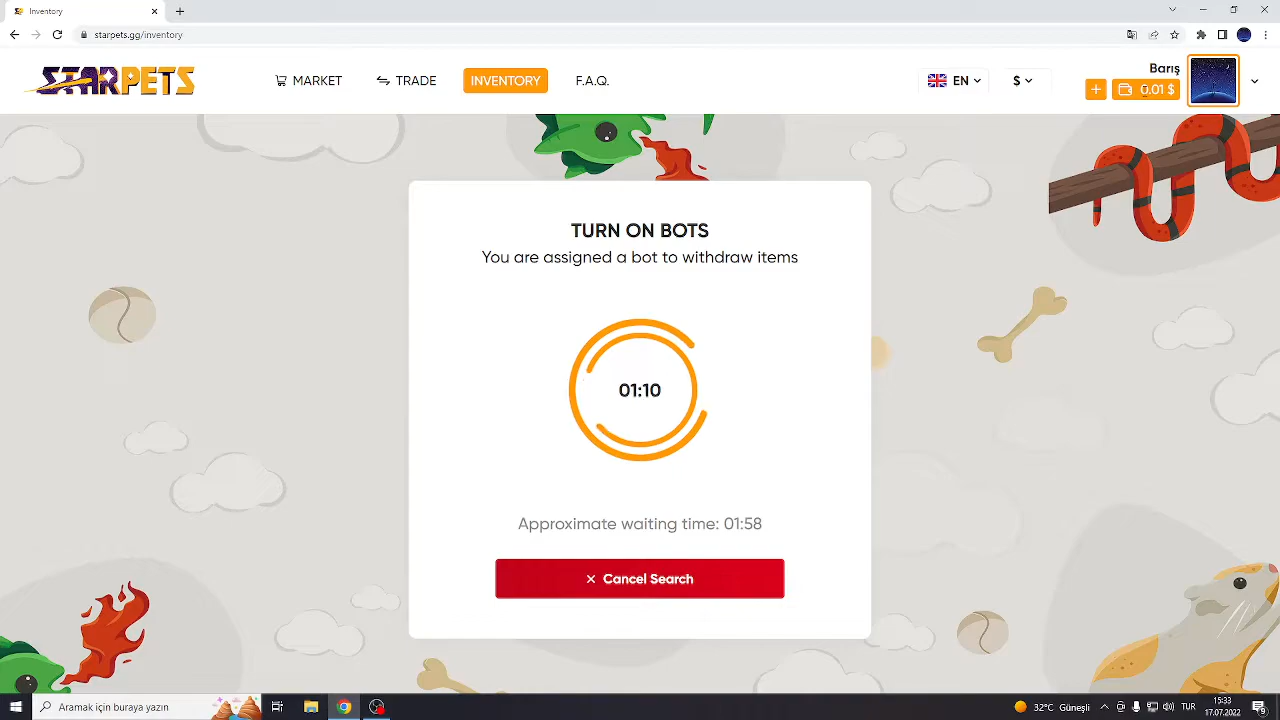 Inventory
starpets.gg/inventory
STARPETS
MARKET
TRADE
INVENTORY
F.A.Q.
EN
$
Barış
0.01 $
TURN ON BOTS
You are assigned a bot to withdraw items
01:10
Approximate waiting time: 01:58
Cancel Search
Aramak için buraya yazın
32°C Güneşli
TUR
15:33
17.07.2022